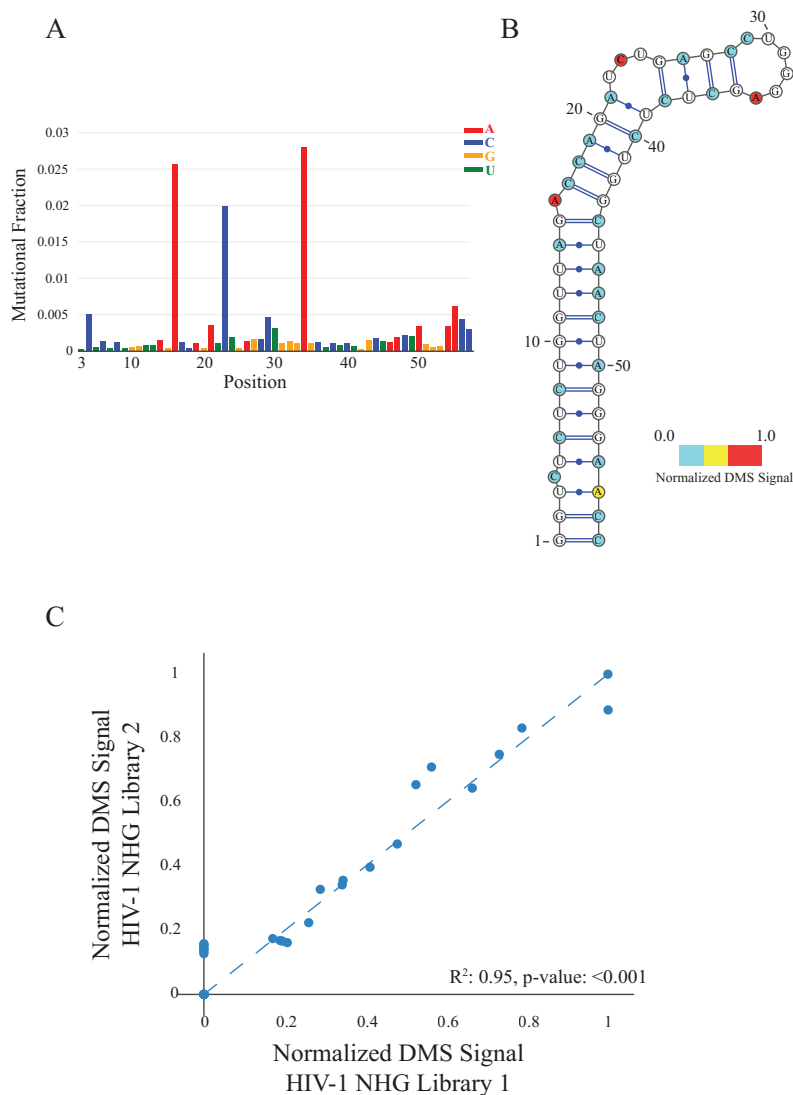 A
B
Mutational Fraction
0.03
0.025
0.02
0.015
0.01
0.005
0
3 10 20 30 40 50
Position
A
C
G
U
30
20
40
10
50
1
G G U C U C U C U G G U U A G A C C A G A U C U G A G C C U G G G A G C U C U C U G G C U A A C U A G G G A A C C
0.0 1.0
Normalized DMS Signal
C
Normalized DMS Signal
HIV-1 NHG Library 2
1
0.8
0.6
0.4
0.2
0
0 0.2 0.4 0.6 0.8 1
R²: 0.95, p-value: <0.001
Normalized DMS Signal
HIV-1 NHG Library 1